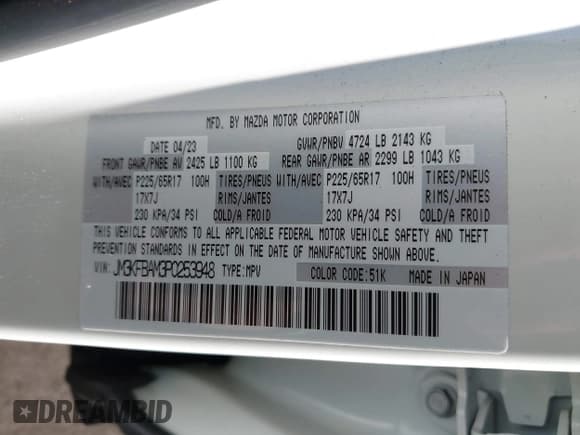 MFD. BY MAZDA MOTOR CORPORATION
DATE 04/23 GVWR/PNBV 4724 LB 2143 KG
FRONT GAWR/PNBE AV 2425 LB 1100 KG REAR GAWR/PNBE AR 2299 LB 1043 KG
WITH/AVEC P225/65R17 100H TIRES/PNEUS WITH/AVEC P225/65R17 100H TIRES/PNEUS
17X7J RIMS/JANTES 17X7J RIMS/JANTES
230 KPA/34 PSI COLD/A FROID 230 KPA/34 PSI COLD/A FROID
THIS VEHICLE CONFORMS TO ALL APPLICABLE FEDERAL MOTOR VEHICLE SAFETY AND THEFT
PREVENTION STANDARDS IN EFFECT ON THE DATE OF MANUFACTURE SHOWN ABOVE.
VIN: JM3KFBAM3P0253948 TYPE: MPV COLOR CODE: 51K MADE IN JAPAN
DREAMBID